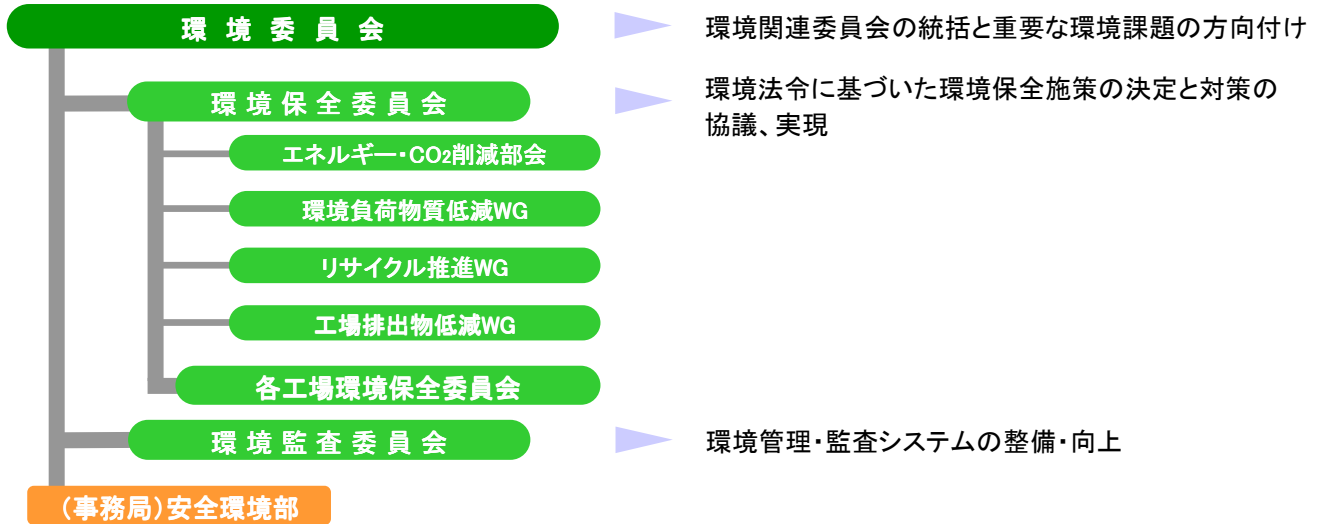 環境委員会
環境関連委員会の統括と重要な環境課題の方向付け
環境保全委員会
環境法令に基づいた環境保全施策の決定と対策の
協議、実現
エネルギー・CO2削減部会
環境負荷物質低減WG
リサイクル推進WG
工場排出物低減WG
各工場環境保全委員会
環境監査委員会
環境管理・監査システムの整備・向上
(事務局)安全環境部